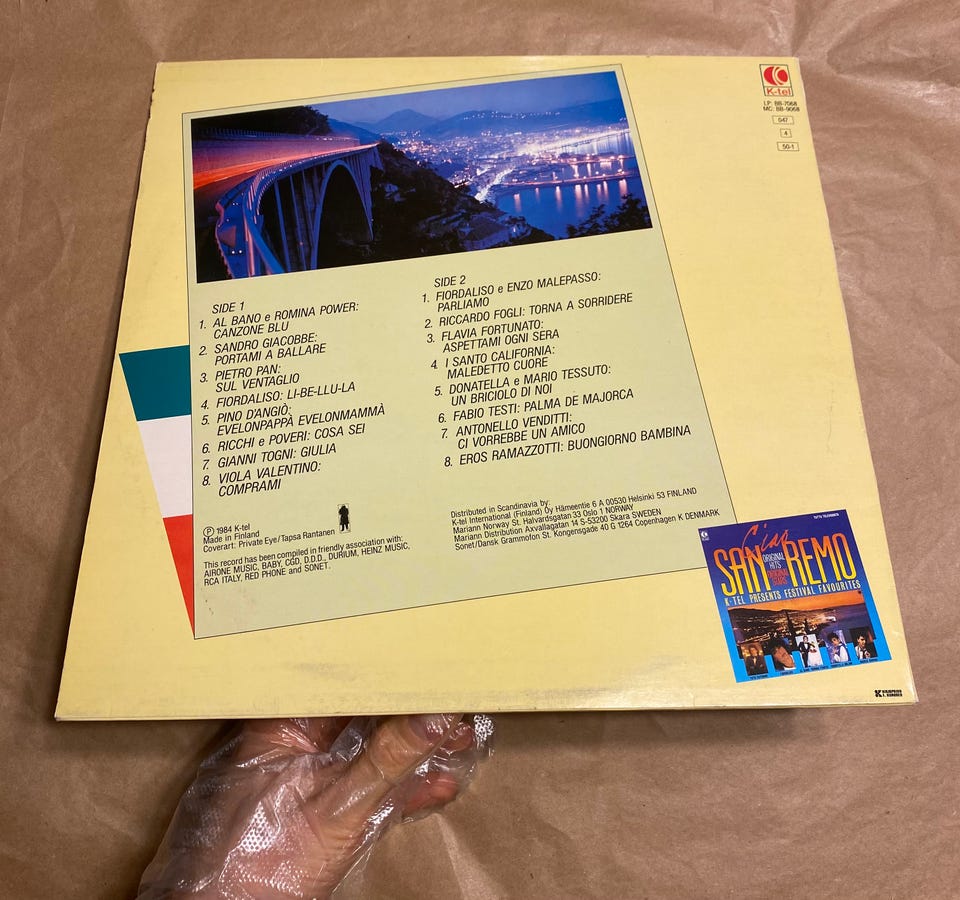 K-tel
LP: BB-7068
MC: BB-9068
047
4
50-1
SIDE 1
1. AL BANO e ROMINA POWER:
CANZONE BLU
2. SANDRO GIACOBBE:
PORTAMI A BALLARE
3. PIETRO PAN:
SUL VENTAGLIO
4. FIORDALISO: LI-BE-LLU-LA
5. PINO D'ANGIÒ:
EVELONPAPPÀ EVELONMAMMÀ
6. RICCHI e POVERI: COSA SEI
7. GIANNI TOGNI: GIULIA
8. VIOLA VALENTINO:
COMPRAMI
SIDE 2
1. FIORDALISO e ENZO MALEPASSO:
PARLIAMO
2. RICCARDO FOGLI: TORNA A SORRIDERE
3. FLAVIA FORTUNATO:
ASPETTAMI OGNI SERA
4. I SANTO CALIFORNIA:
MALEDETTO CUORE
5. DONATELLA e MARIO TESSUTO:
UN BRICIOLO DI NOI
6. FABIO TESTI: PALMA DE MAJORCA
7. ANTONELLO VENDITTI:
CI VORREBBE UN AMICO
8. EROS RAMAZZOTTI: BUONGIORNO BAMBINA
Ⓟ 1984 K-tel
Made in Finland
Coverart: Private Eye/Tapsa Rantanen
This record has been compiled in friendly association with:
AIRONE MUSIC, BABY, CGD, D.D.D., DURIUM, HEINZ MUSIC,
RCA ITALY, RED PHONE and SONET.
Distributed in Scandinavia by:
K-tel International (Finland) Oy Hämeentie 6 A 00530 Helsinki 53 FINLAND
Mariann Norway St. Halvardsgatan 33 Oslo 1 NORWAY
Mariann Distribution Axvallagatan 14 S-53200 Skara SWEDEN
Sonet/Dansk Grammofon St. Kongensgade 40 G 1264 Copenhagen K DENMARK
Ciao
SAN REMO
ORIGINAL
HITS
ORIGINAL
STARS
K-TEL PRESENTS FESTIVAL FAVOURITES